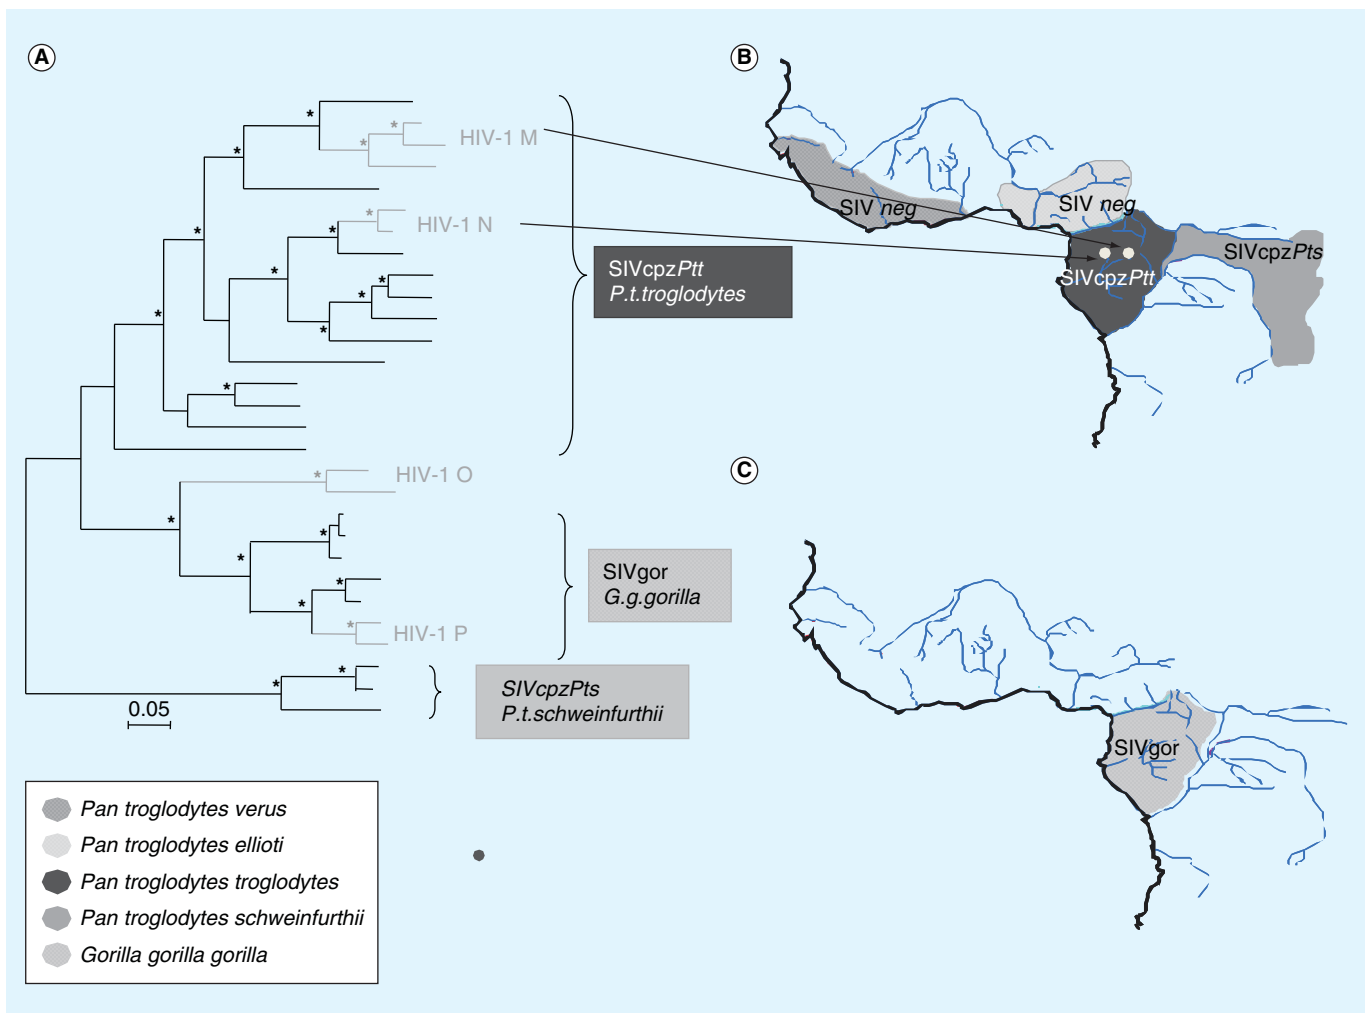 A
HIV-1 M
HIV-1 N
SIVcpzPtt
P.t.troglodytes
HIV-1 O
SIVgor
G.g.gorilla
HIV-1 P
SIVcpzPts
P.t.schweinfurthii
0.05
Pan troglodytes verus
Pan troglodytes ellioti
Pan troglodytes troglodytes
Pan troglodytes schweinfurthii
Gorilla gorilla gorilla
B
SIV neg
SIV neg
SIVcpzPts
SIVcpzPtt
C
SIVgor